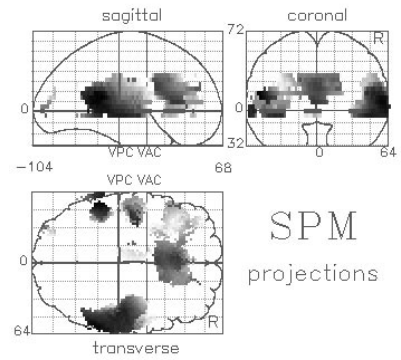 sagittal
coronal
72
R
0
0
32
VPC VAC
-104
68
0
64
VPC VAC
0
64
R
transverse
SPM
projections